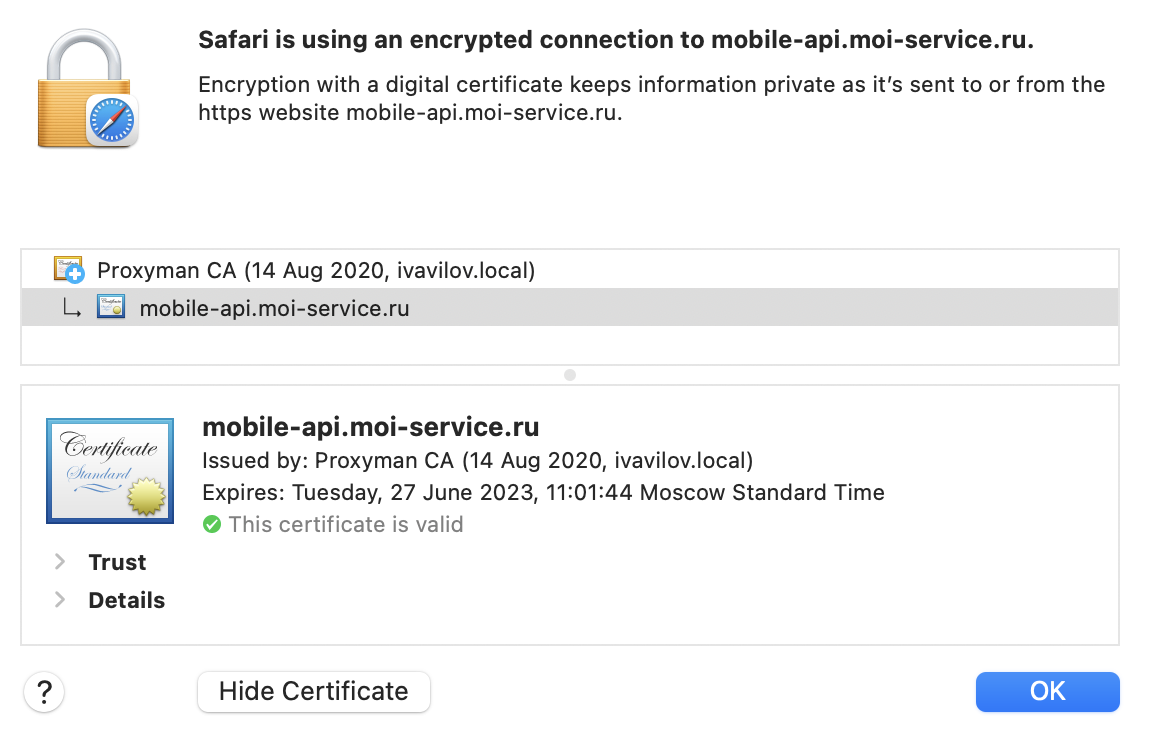 Safari is using an encrypted connection to mobile-api.moi-service.ru.
Encryption with a digital certificate keeps information private as it’s sent to or from the
https website mobile-api.moi-service.ru.
Proxyman CA (14 Aug 2020, ivavilov.local)
mobile-api.moi-service.ru
Certificate
Standard
mobile-api.moi-service.ru
Issued by: Proxyman CA (14 Aug 2020, ivavilov.local)
Expires: Tuesday, 27 June 2023, 11:01:44 Moscow Standard Time
This certificate is valid
Trust
Details
?
Hide Certificate
OK